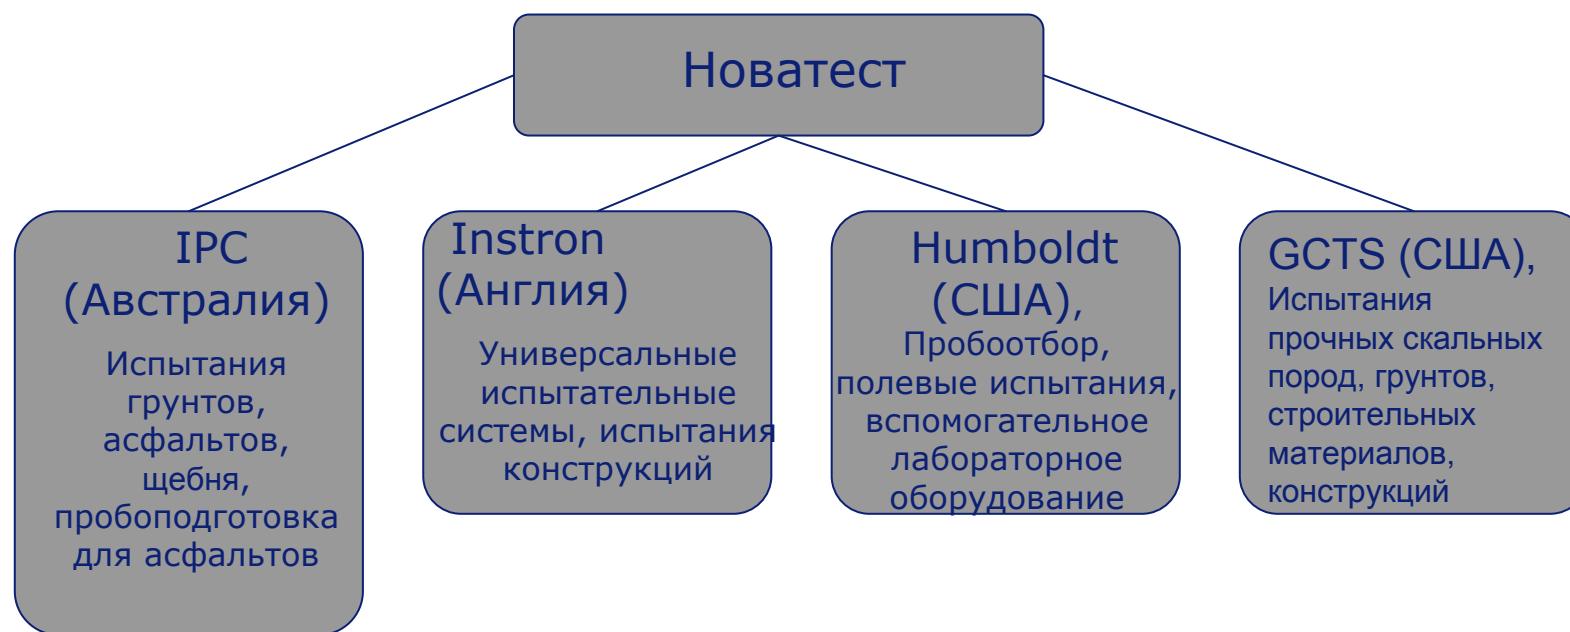 Новатест
IPC
(Австралия)
Испытания
грунтов,
асфальтов,
щебня,
пробоподготовка
для асфальтов
Instron
(Англия)
Универсальные
испытательные
системы, испытания
конструкций
Humboldt
(США),
Пробоотбор,
полевые испытания,
вспомогательное
лабораторное
оборудование
GCTS (США),
Испытания
прочных скальных
пород, грунтов,
строительных
материалов,
конструкций